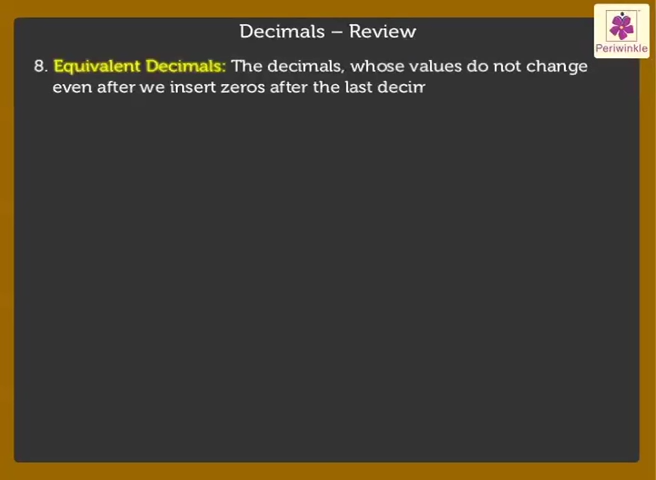 Decimals – Review
Periwinkle
8. Equivalent Decimals: The decimals, whose values do not change
even after we insert zeros after the last